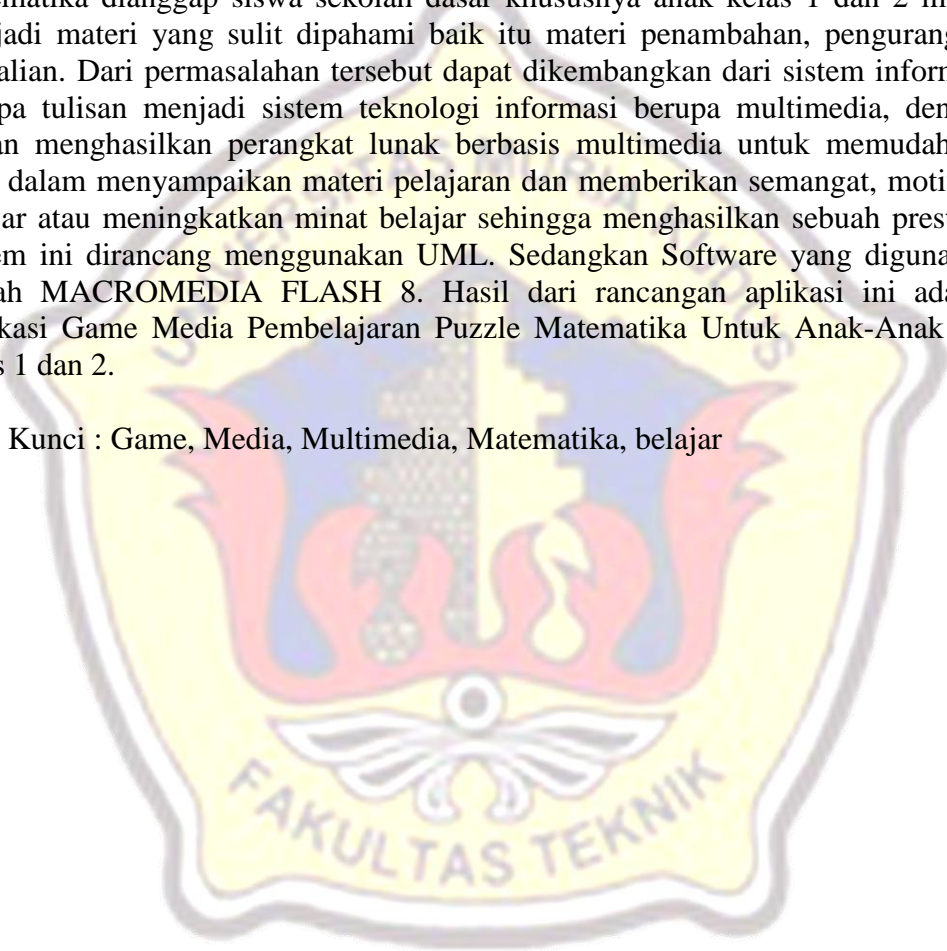 ematika dianggap siswa sekolah dasar khususnya anak kelas 1 dan 2 m
jadi materi yang sulit dipahami baik itu materi penambahan, pengurang
alian. Dari permasalahan tersebut dapat dikembangkan dari sistem inform
pa tulisan menjadi sistem teknologi informasi berupa multimedia, den
an menghasilkan perangkat lunak berbasis multimedia untuk memudah
dalam menyampaikan materi pelajaran dan memberikan semangat, moti
ar atau meningkatkan minat belajar sehingga menghasilkan sebuah prest
em ini dirancang menggunakan UML. Sedangkan Software yang diguna
ah MACROMEDIA FLASH 8. Hasil dari rancangan aplikasi ini ada
kasi Game Media Pembelajaran Puzzle Matematika Untuk Anak-Anak
s 1 dan 2.
Kunci : Game, Media, Multimedia, Matematika, belajar
UNIVERSITAS MURIA KUDUS
FAKULTAS TEKNIK